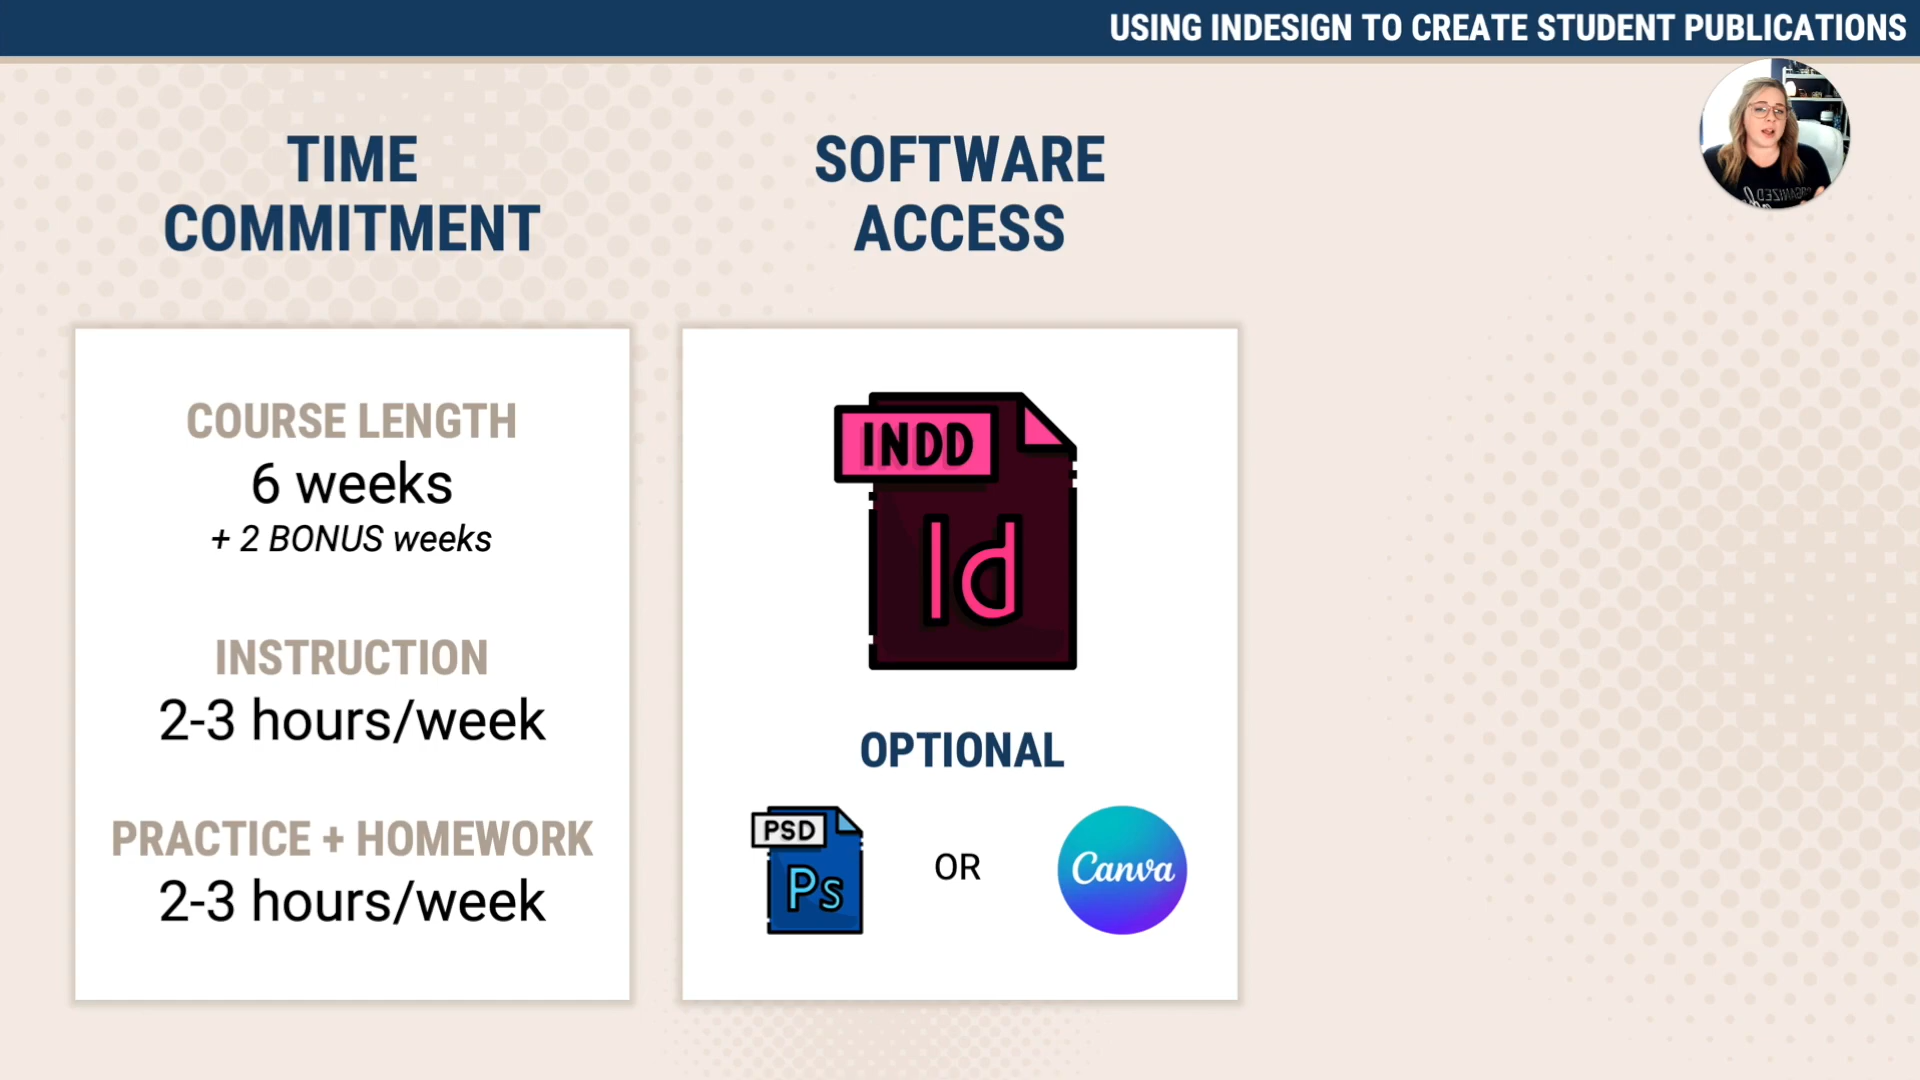 USING INDESIGN TO CREATE STUDENT PUBLICATIONS
TIME
COMMITMENT
COURSE LENGTH
6 weeks
+ 2 BONUS weeks
INSTRUCTION
2-3 hours/week
PRACTICE + HOMEWORK
2-3 hours/week
SOFTWARE
ACCESS
INDD
Id
OPTIONAL
PSD
Ps
OR
Canva